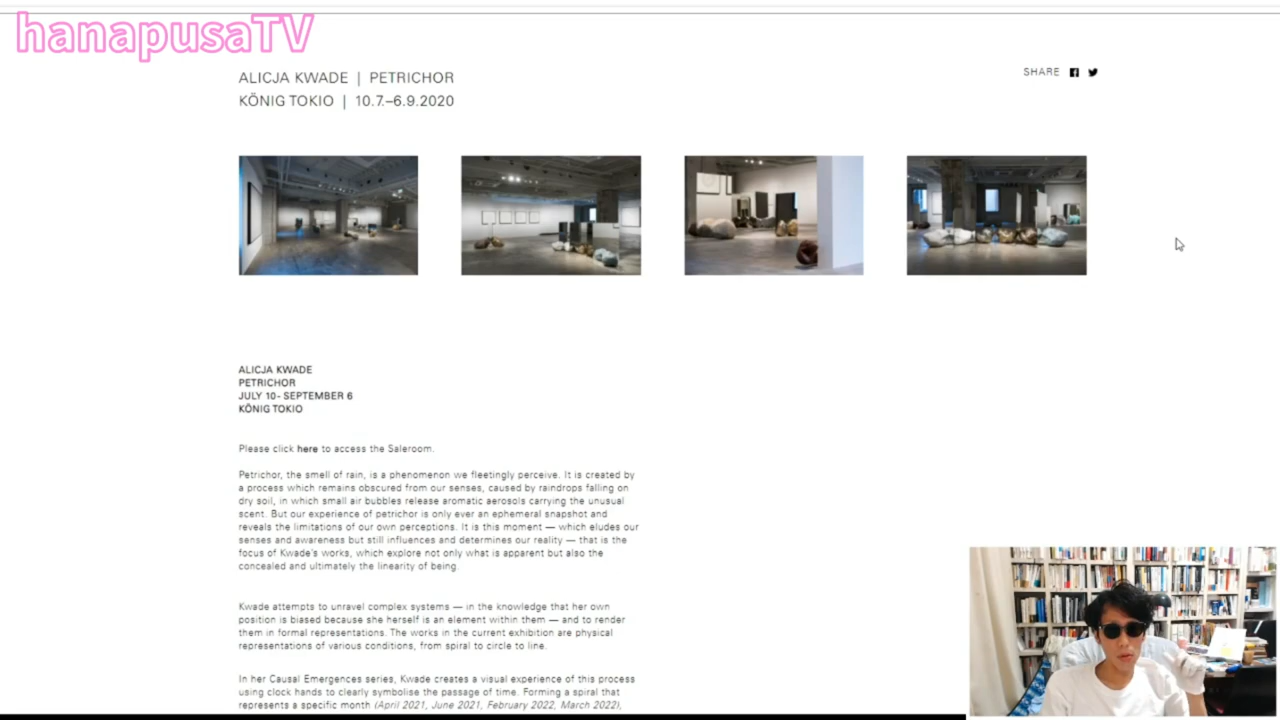 hanapusaTV
ALICJA KWADE | PETRICHOR
KÖNIG TOKIO | 10.7.–6.9.2020
SHARE
ALICJA KWADE
PETRICHOR
JULY 10- SEPTEMBER 6
KÖNIG TOKIO
Please click here to access the Saleroom.
Petrichor, the smell of rain, is a phenomenon we fleetingly perceive. It is created by
a process which remains obscured from our senses, caused by raindrops falling on
dry soil, in which small air bubbles release aromatic aerosols carrying the unusual
scent. But our experience of petrichor is only ever an ephemeral snapshot and
reveals the limitations of our own perceptions. It is this moment — which eludes our
senses and awareness but still influences and determines our reality — that is the
focus of Kwade's works, which explore not only what is apparent but also the
concealed and ultimately the linearity of being.
Kwade attempts to unravel complex systems — in the knowledge that her own
position is biased because she herself is an element within them — and to render
them in formal representations. The works in the current exhibition are physical
representations of various conditions, from spiral to circle to line.
In her Causal Emergences series, Kwade creates a visual experience of this process
using clock hands to clearly symbolise the passage of time. Forming a spiral that
represents a specific month (April 2021, June 2021, February 2022, March 2022),